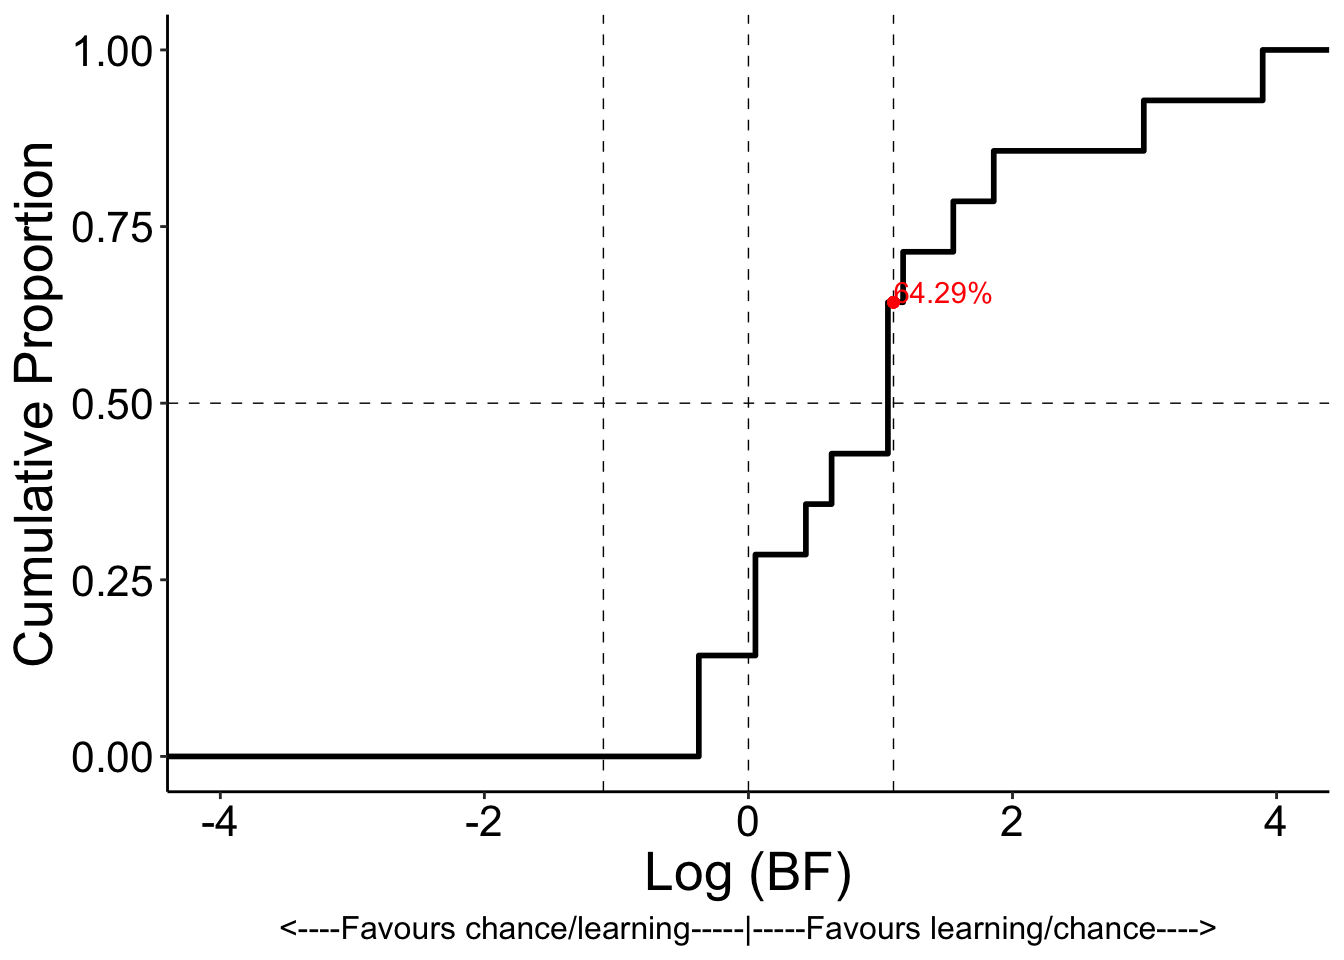 Cumulative Proportion
1.00
0.75
0.50
0.25
0.00
64.29%
-4 -2 0 2 4
Log (BF)
<----Favours chance/learning-----|-----Favours learning/chance---->